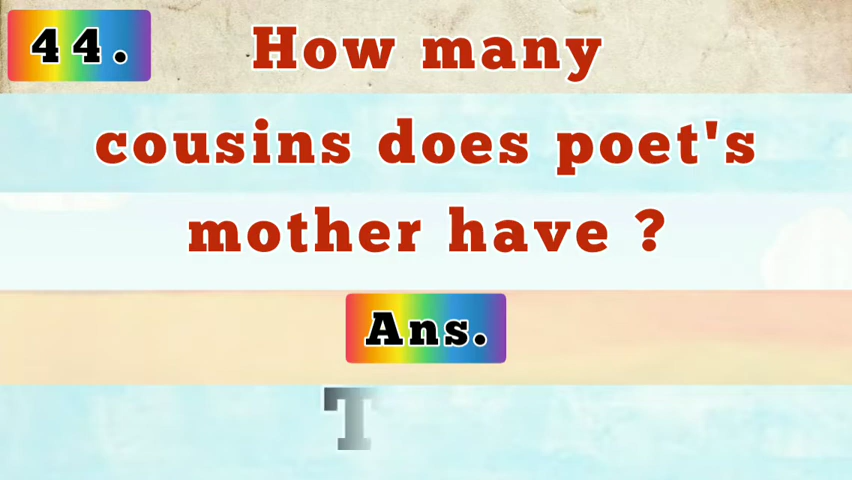 44. How many
cousins does poet's
mother have ?
Ans.
T